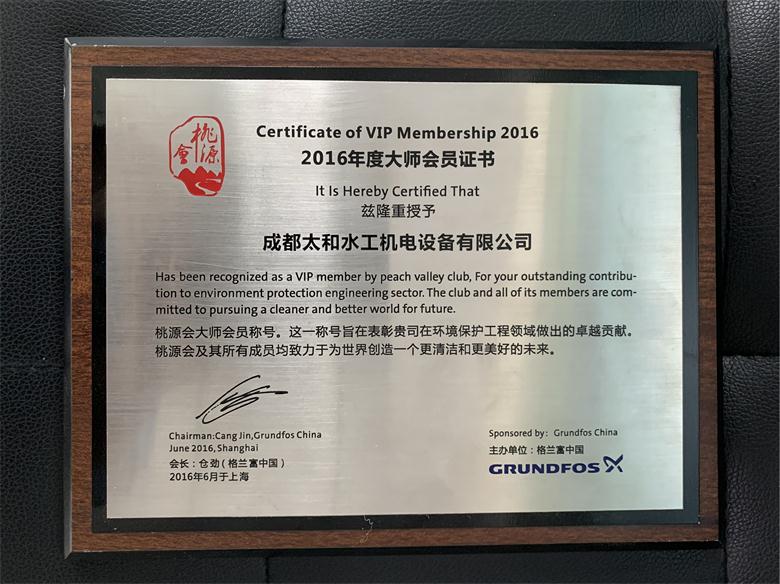 桃源會
Certificate of VIP Membership 2016
2016年度大师会员证书
It Is Hereby Certified That
兹隆重授予
成都太和水工机电设备有限公司
Has been recognized as a VIP member by peach valley club, For your outstanding contribu-
tion to environment protection engineering sector. The club and all of its members are com-
mitted to pursuing a cleaner and better world for future.
桃源会大师会员称号。这一称号旨在表彰贵司在环境保护工程领域做出的卓越贡献。
桃源会及其所有成员均致力于为世界创造一个更清洁和更美好的未来。
Chairman:Cang Jin,Grundfos China
June 2016, Shanghai
会长：仓劲（格兰富中国）
2016年6月于上海
Sponsored by: Grundfos China
主办单位：格兰富中国
GRUNDFOS